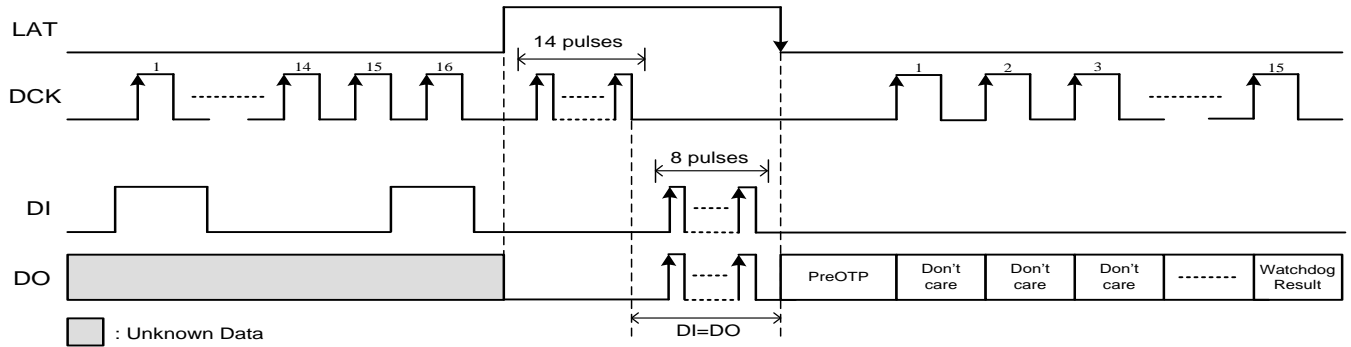 LAT
14 pulses
1
14
15
16
1
2
3
15
DCK
8 pulses
DI
DO
PreOTP
Don't
care
Don't
care
Don't
care
Watchdog
Result
DI=DO
: Unknown Data